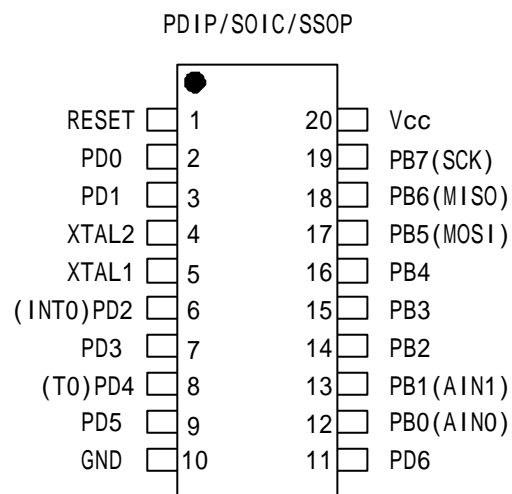 PDIP/SOIC/SSOP
RESET 1 20 Vcc
PD0 2 19 PB7(SCK)
PD1 3 18 PB6(MISO)
XTAL2 4 17 PB5(MOSI)
XTAL1 5 16 PB4
(INT0)PD2 6 15 PB3
PD3 7 14 PB2
(T0)PD4 8 13 PB1(AIN1)
PD5 9 12 PB0(AIN0)
GND 10 11 PD6